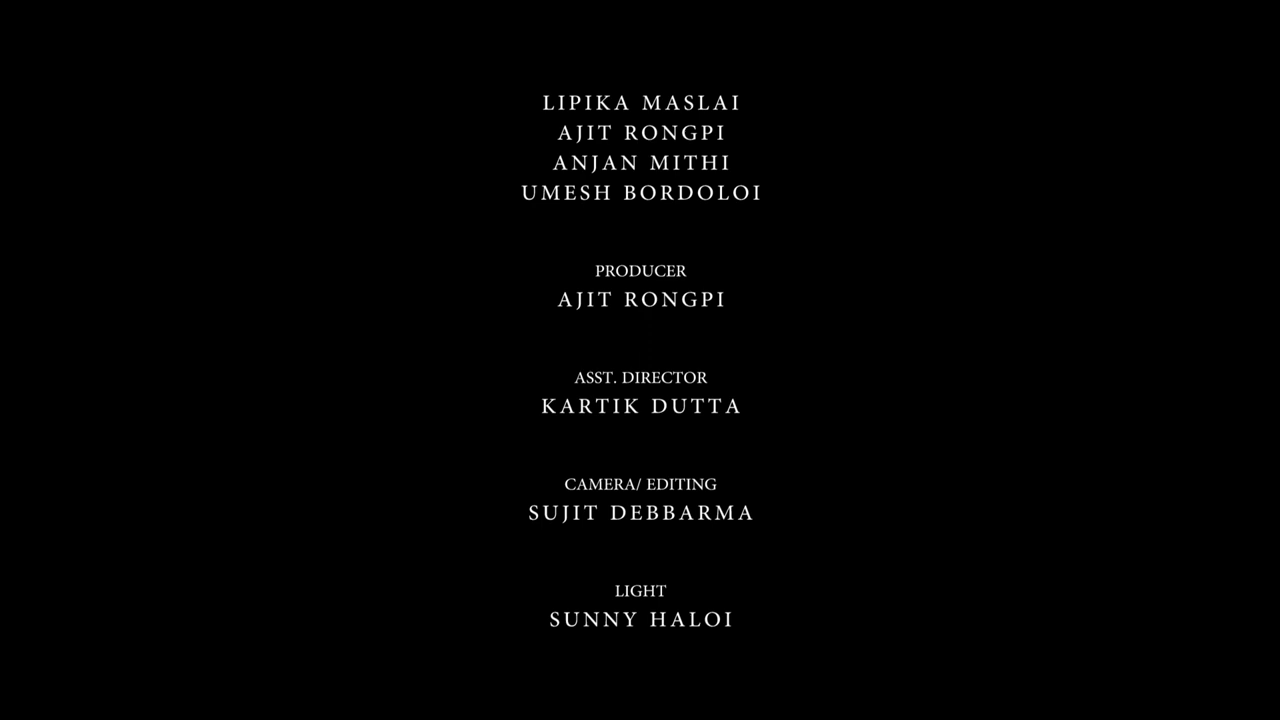 LIPIKA MASLAI
AJIT RONGPI
ANJAN MITHI
UMESH BORDOLOI
PRODUCER
AJIT RONGPI
ASST. DIRECTOR
KARTIK DUTTA
CAMERA/ EDITING
SUJIT DEBBARMA
LIGHT
SUNNY HALOI